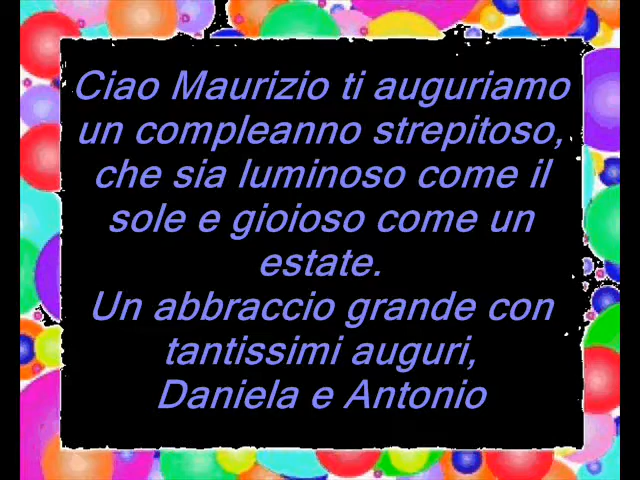 Ciao Maurizio ti auguriamo
un compleanno strepitoso,
che sia luminoso come il
sole e gioioso come un
estate.
Un abbraccio grande con
tantissimi auguri,
Daniela e Antonio